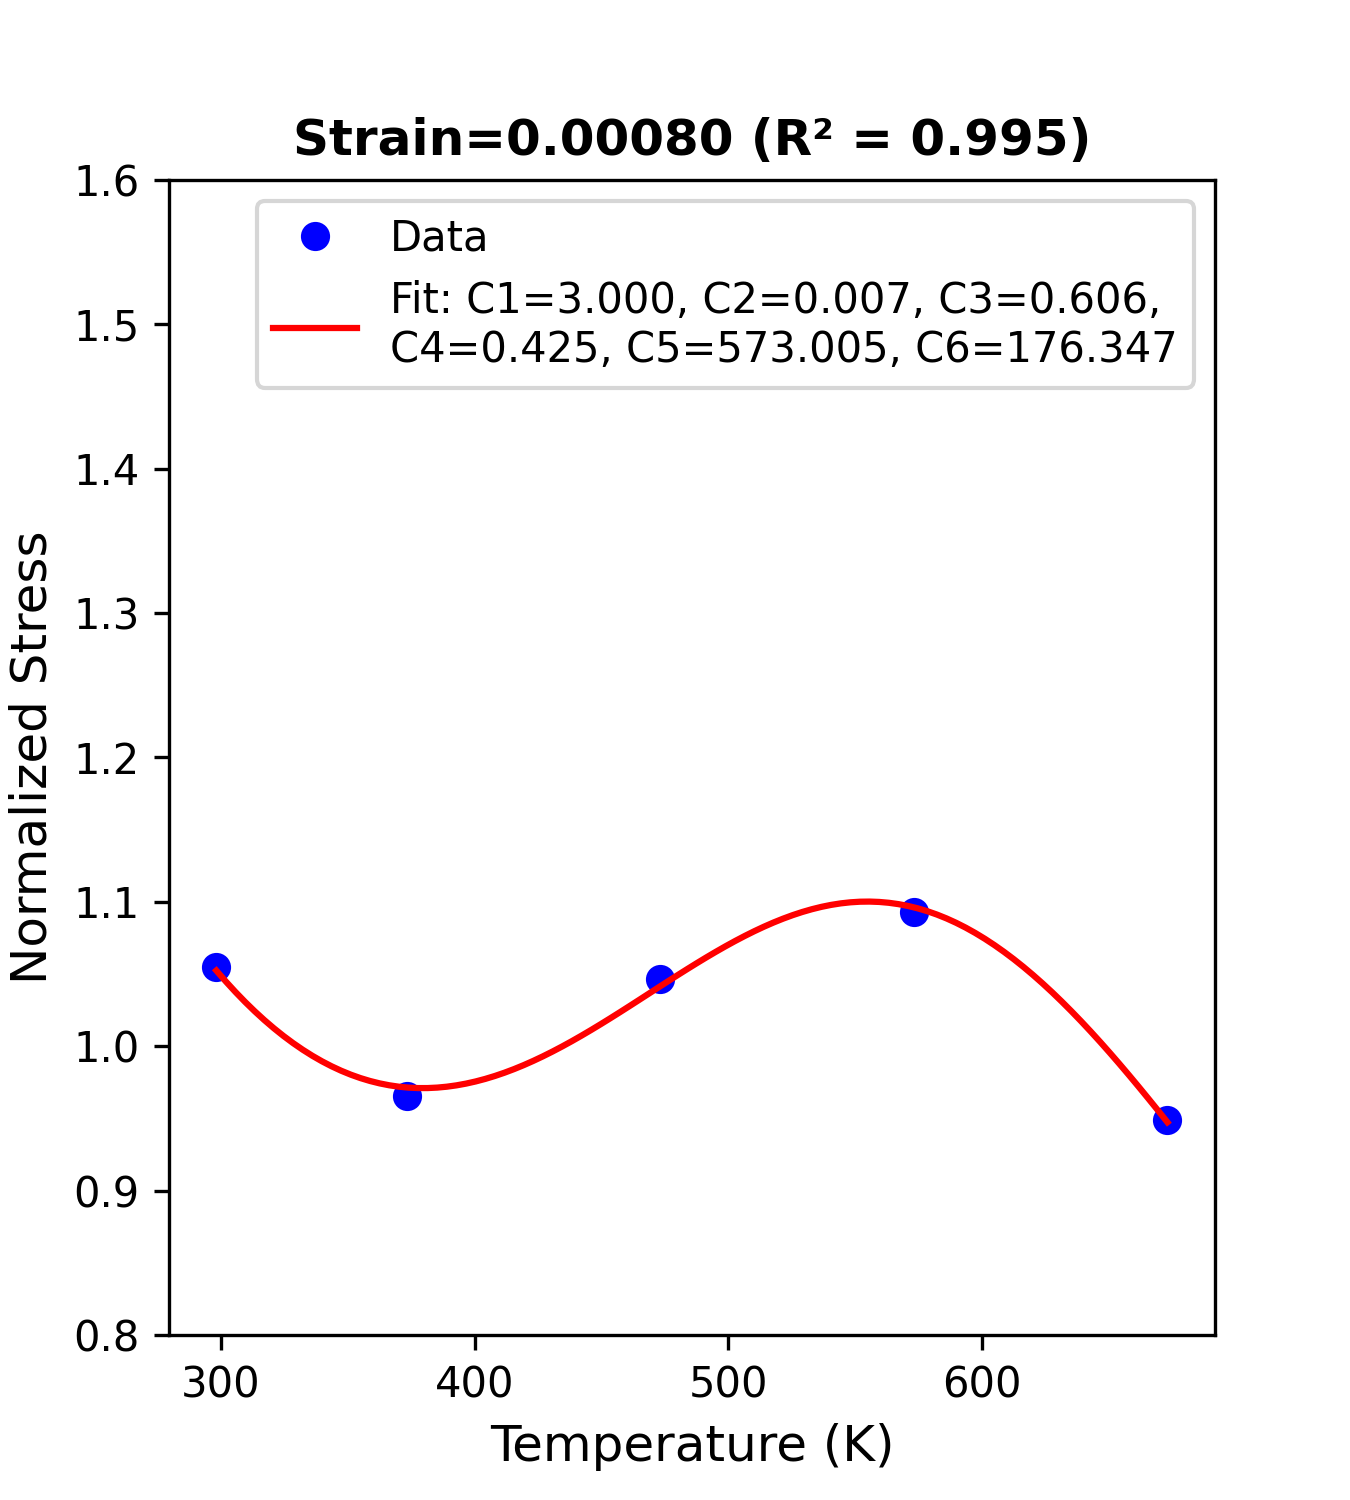 Strain=0.00080 (R² = 0.995)
1.6
1.5
1.4
1.3
1.2
1.1
1.0
0.9
0.8
Data
Fit: C1=3.000, C2=0.007, C3=0.606,
C4=0.425, C5=573.005, C6=176.347
Normalized Stress
300 400 500 600
Temperature (K)